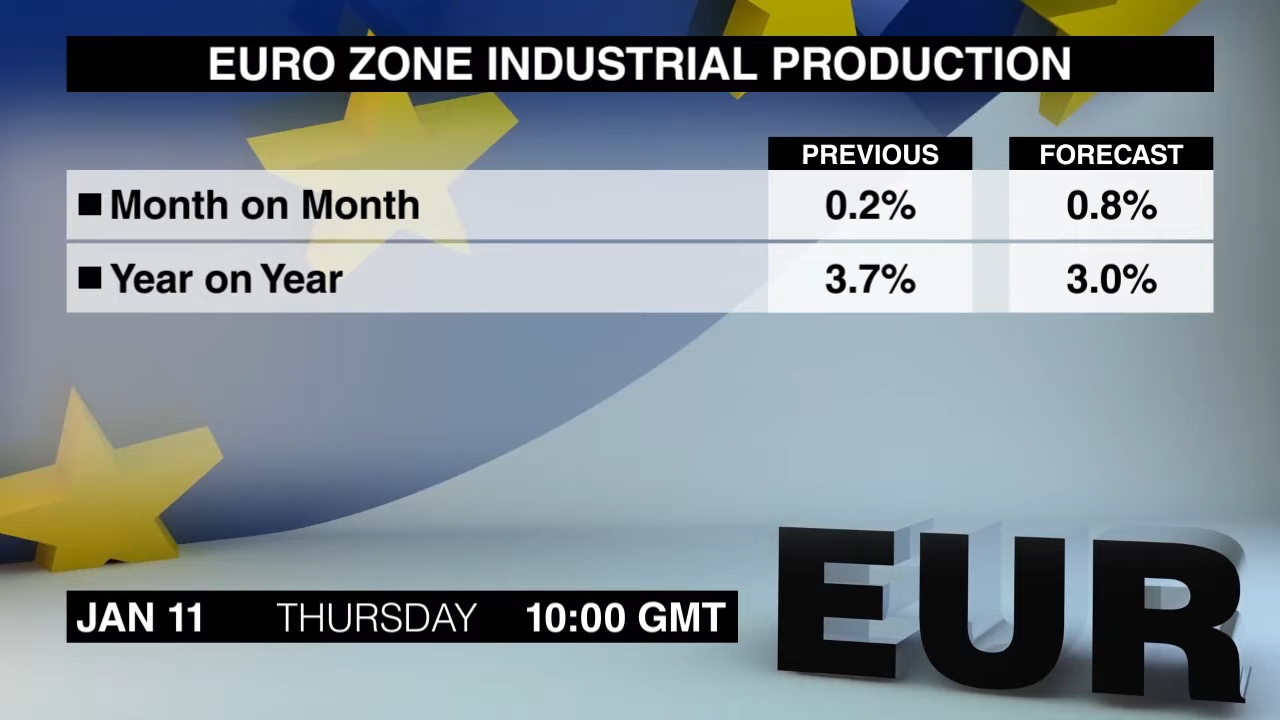 EURO ZONE INDUSTRIAL PRODUCTION
PREVIOUS FORECAST
Month on Month 0.2% 0.8%
Year on Year 3.7% 3.0%
JAN 11 THURSDAY 10:00 GMT
EUR